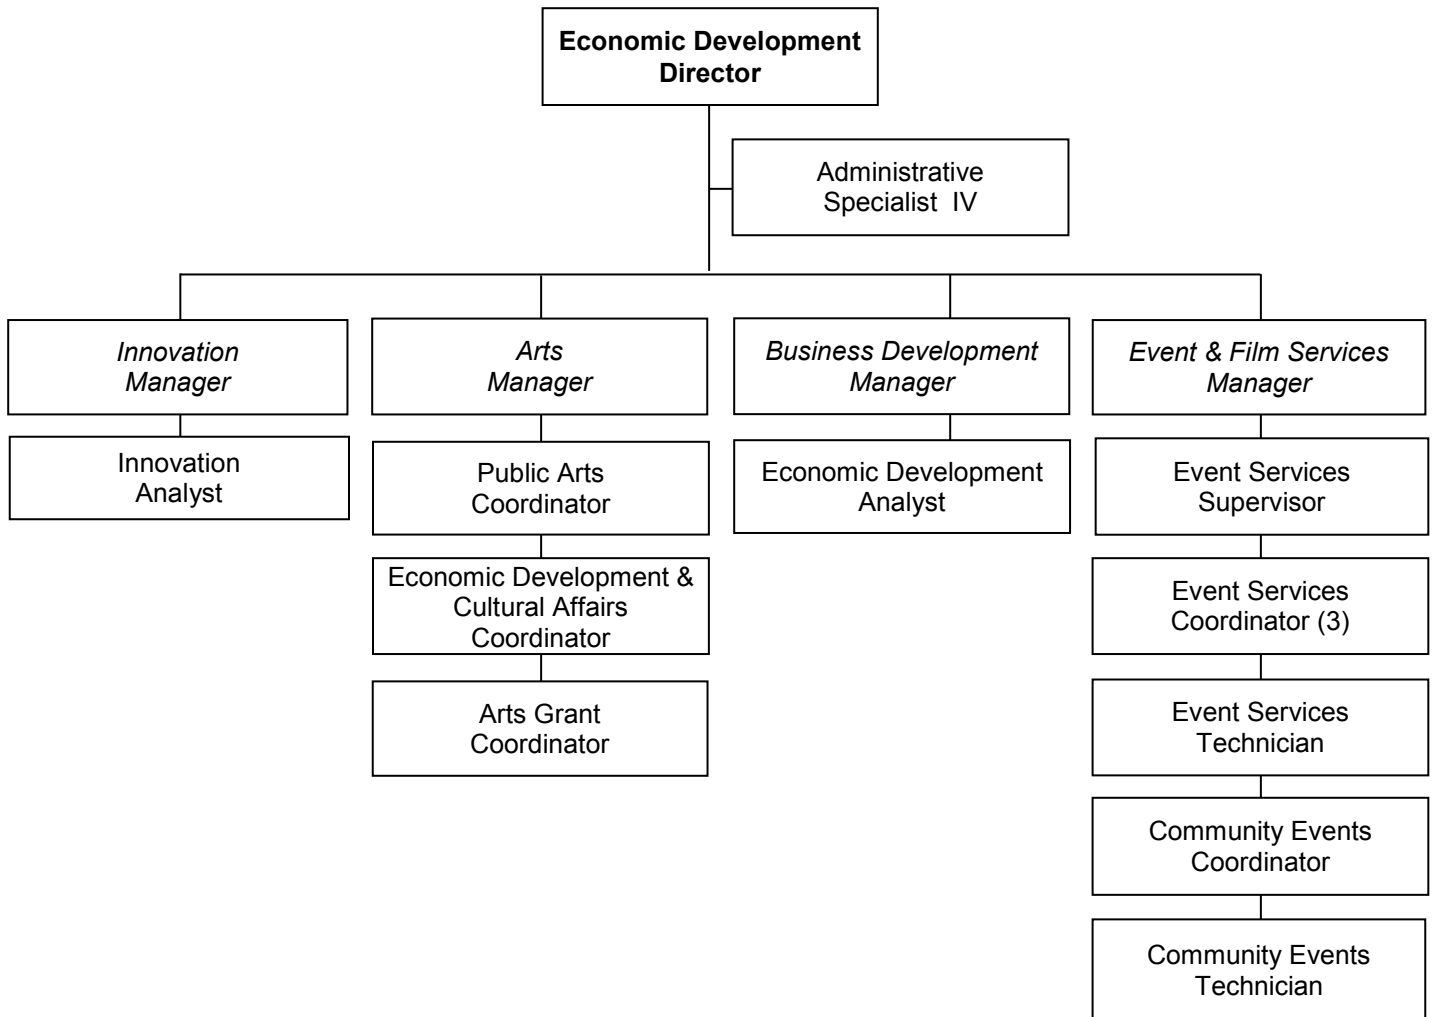 Economic Development
Director
Administrative
Specialist IV
Innovation
Manager
Arts
Manager
Business Development
Manager
Event & Film Services
Manager
Innovation
Analyst
Public Arts
Coordinator
Economic Development
Analyst
Event Services
Supervisor
Economic Development &
Cultural Affairs
Coordinator
Event Services
Coordinator (3)
Arts Grant
Coordinator
Event Services
Technician
Community Events
Coordinator
Community Events
Technician